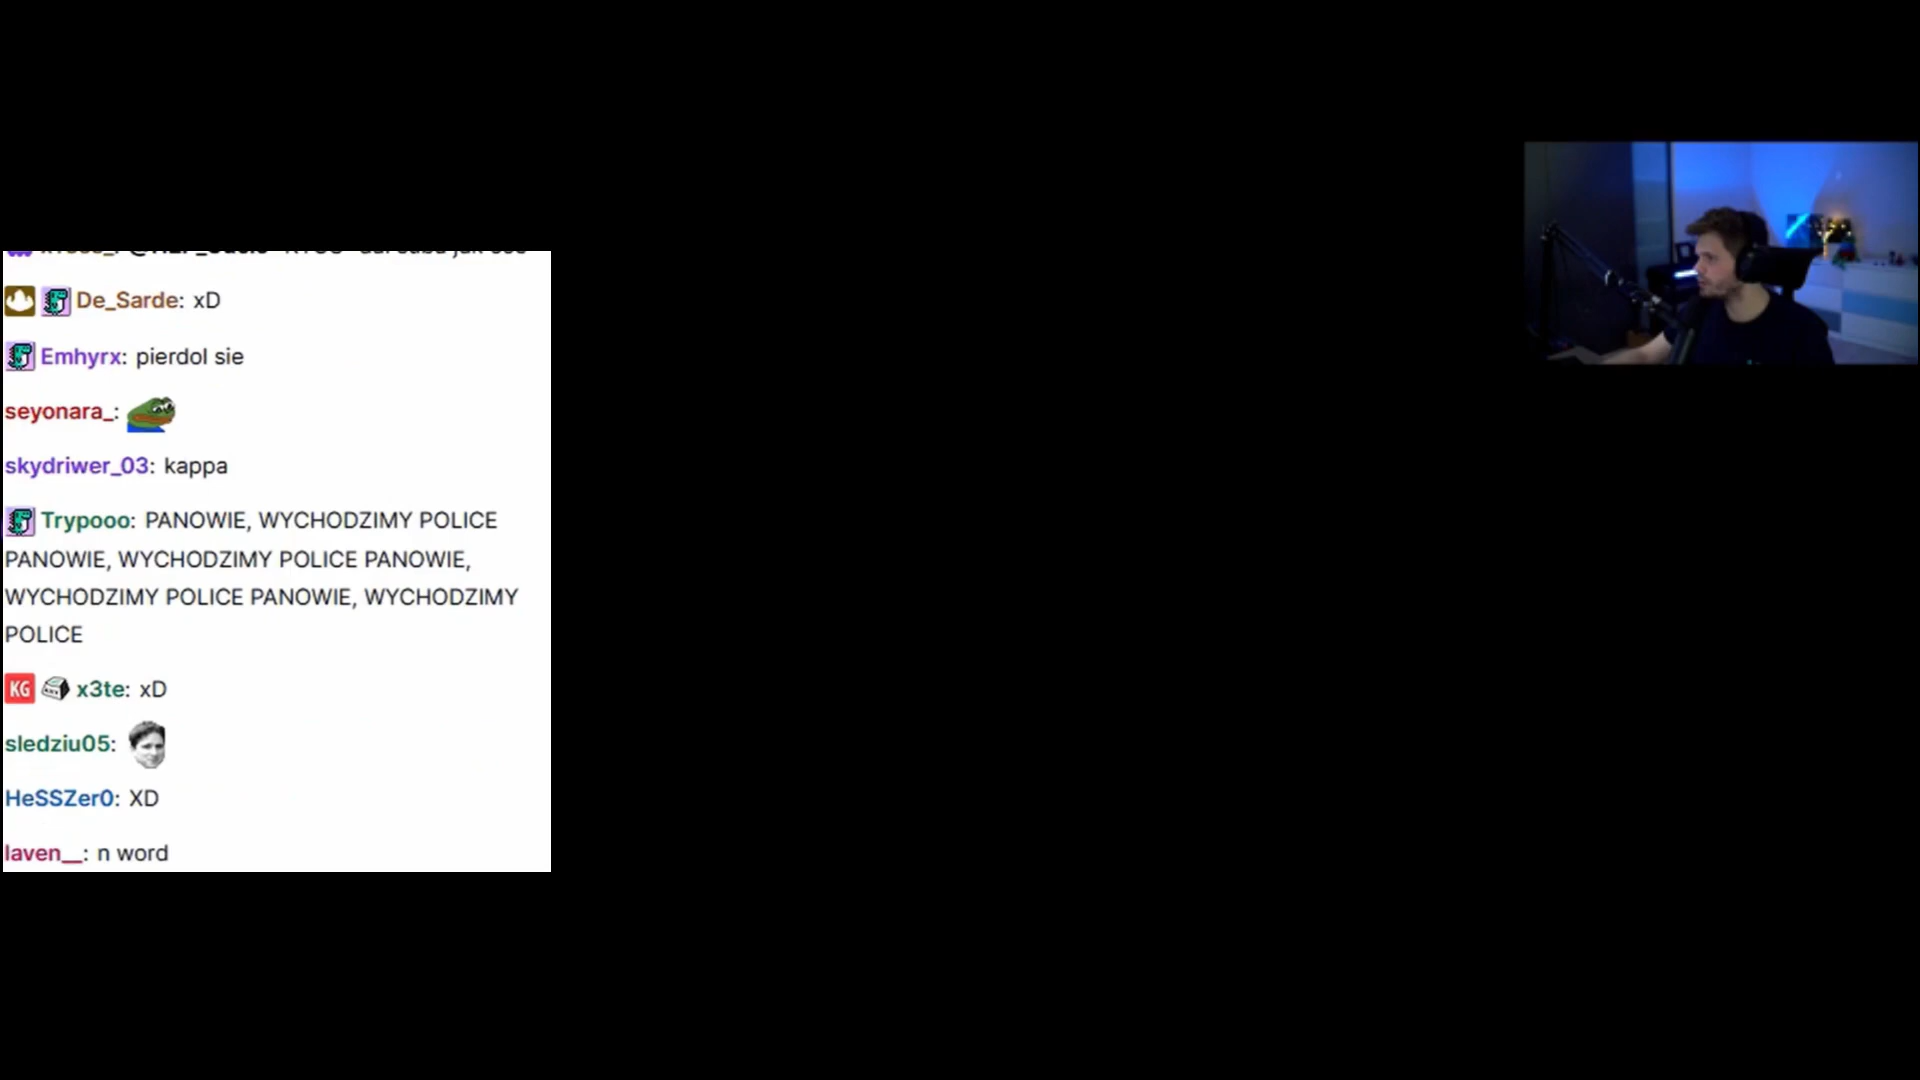 De_Sarde: xD
Emhyrx: pierdol sie
seyonara_:
skydriwer_03: kappa
Trypooo: PANOWIE, WYCHODZIMY POLICE
PANOWIE, WYCHODZIMY POLICE PANOWIE,
WYCHODZIMY POLICE PANOWIE, WYCHODZIMY
POLICE
KG x3te: xD
sledziu05:
HeSSZer0: XD
laven__: n word